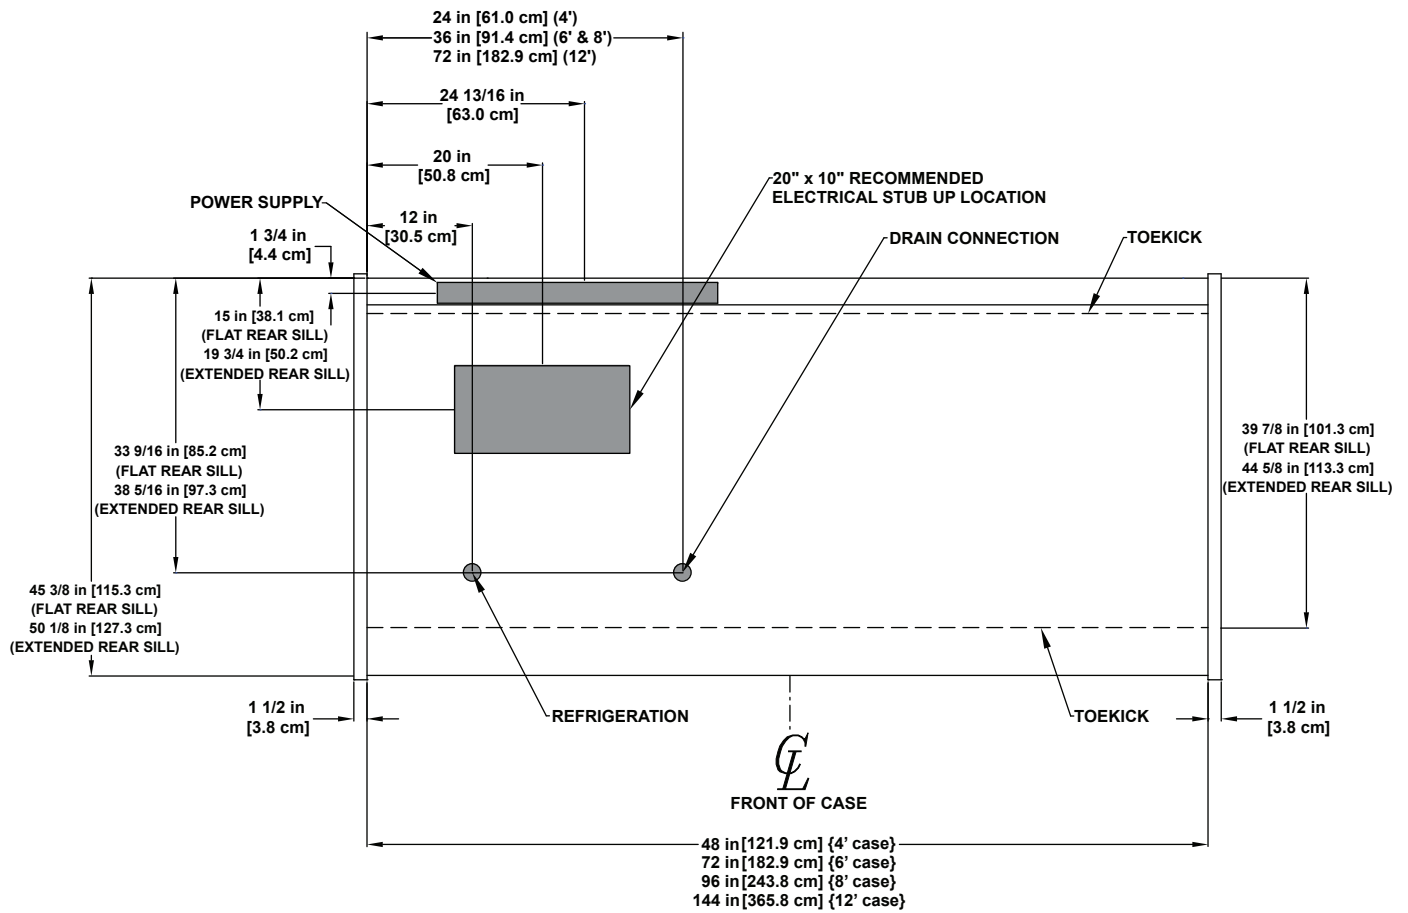 24 in [61.0 cm] (4')
36 in [91.4 cm] (6' & 8')
72 in [182.9 cm] (12')
24 13/16 in
[63.0 cm]
20 in
[50.8 cm]
20" x 10" RECOMMENDED
ELECTRICAL STUB UP LOCATION
POWER SUPPLY
12 in
[30.5 cm]
1 3/4 in
[4.4 cm]
DRAIN CONNECTION
TOEKICK
15 in [38.1 cm]
(FLAT REAR SILL)
19 3/4 in [50.2 cm]
(EXTENDED REAR SILL)
33 9/16 in [85.2 cm]
(FLAT REAR SILL)
38 5/16 in [97.3 cm]
(EXTENDED REAR SILL)
39 7/8 in [101.3 cm]
(FLAT REAR SILL)
44 5/8 in [113.3 cm]
(EXTENDED REAR SILL)
45 3/8 in [115.3 cm]
(FLAT REAR SILL)
50 1/8 in [127.3 cm]
(EXTENDED REAR SILL)
1 1/2 in
[3.8 cm]
REFRIGERATION
TOEKICK
1 1/2 in
[3.8 cm]
CL
FRONT OF CASE
48 in [121.9 cm] {4’ case}
72 in [182.9 cm] {6’ case}
96 in [243.8 cm] {8’ case}
144 in [365.8 cm] {12’ case}